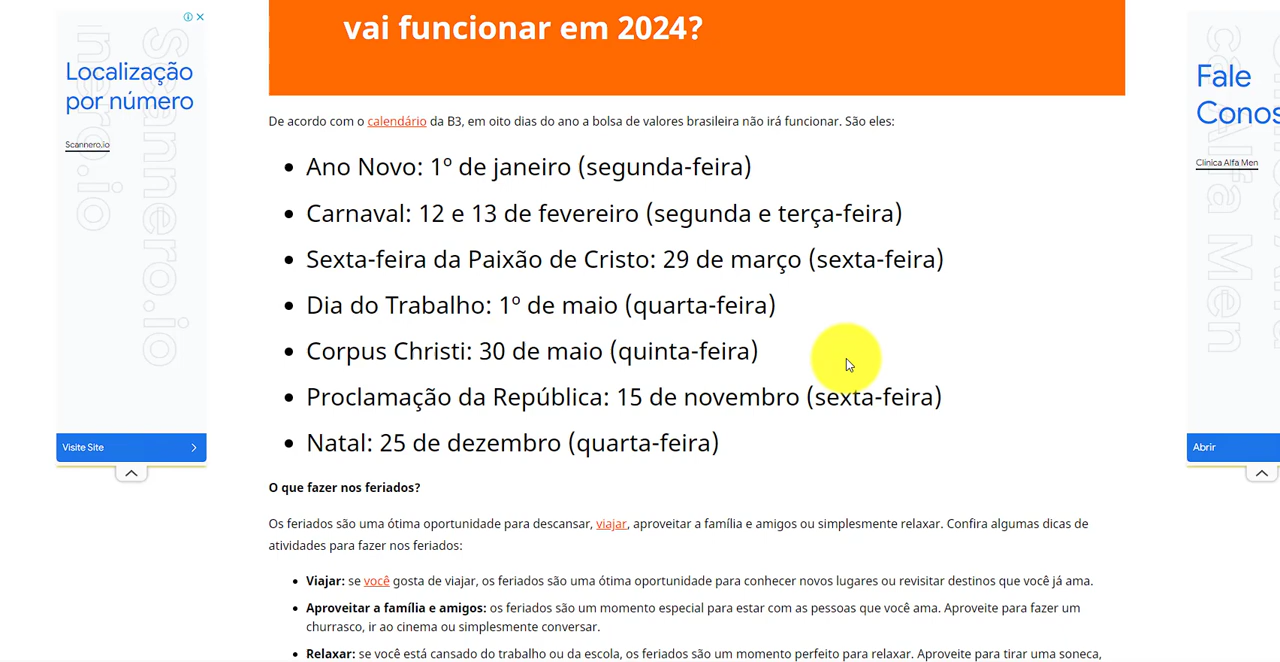 Localização
por número
Scannero.io
Scannero.io
Scannero.io
Visite Site
vai funcionar em 2024?
De acordo com o calendário da B3, em oito dias do ano a bolsa de valores brasileira não irá funcionar. São eles:
• Ano Novo: 1º de janeiro (segunda-feira)
• Carnaval: 12 e 13 de fevereiro (segunda e terça-feira)
• Sexta-feira da Paixão de Cristo: 29 de março (sexta-feira)
• Dia do Trabalho: 1º de maio (quarta-feira)
• Corpus Christi: 30 de maio (quinta-feira)
• Proclamação da República: 15 de novembro (sexta-feira)
• Natal: 25 de dezembro (quarta-feira)
O que fazer nos feriados?
Os feriados são uma ótima oportunidade para descansar, viajar, aproveitar a família e amigos ou simplesmente relaxar. Confira algumas dicas de
atividades para fazer nos feriados:
• Viajar: se você gosta de viajar, os feriados são uma ótima oportunidade para conhecer novos lugares ou revisitar destinos que você já ama.
• Aproveitar a família e amigos: os feriados são um momento especial para estar com as pessoas que você ama. Aproveite para fazer um
churrasco, ir ao cinema ou simplesmente conversar.
• Relaxar: se você está cansado do trabalho ou da escola, os feriados são um momento perfeito para relaxar. Aproveite para tirar uma soneca,
Fale
Conos
Clínica Alfa Men
Abrir